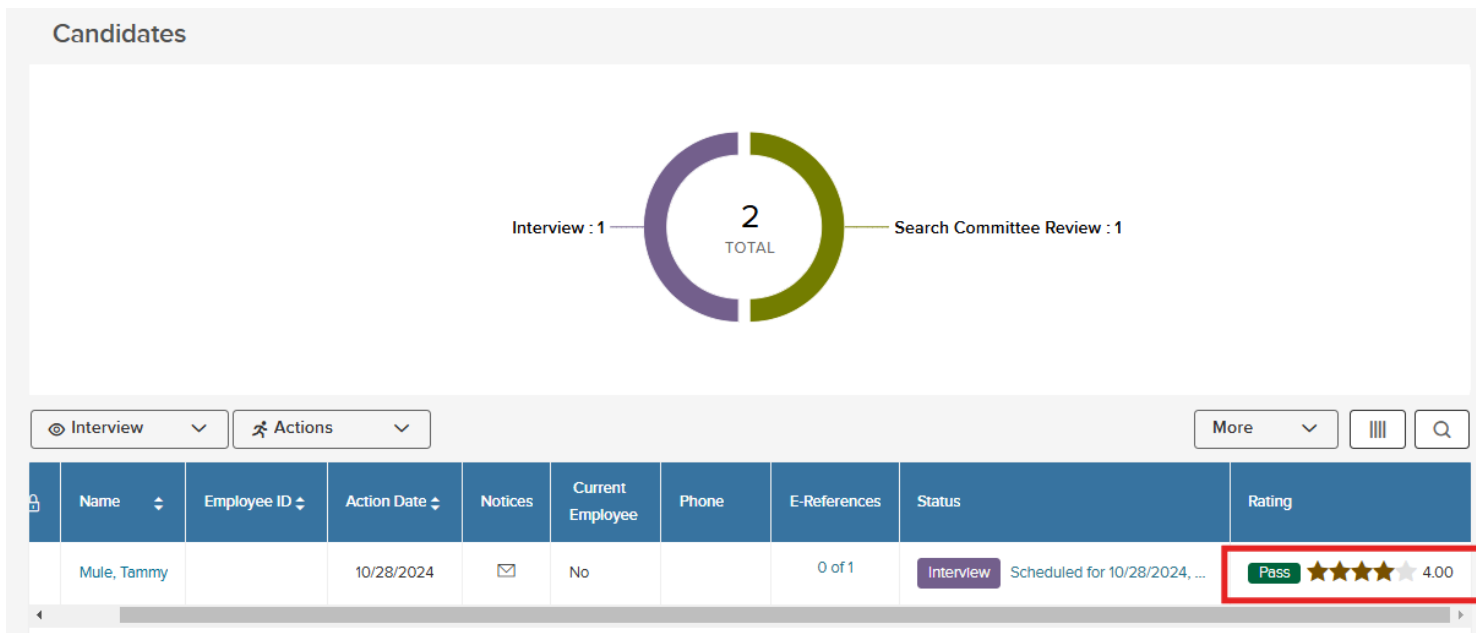 Candidates
Interview : 1
2
TOTAL
Search Committee Review : 1
Interview
Actions
More
Name
Employee ID
Action Date
Notices
Current
Employee
Phone
E-References
Status
Rating
Mule, Tammy
10/28/2024
No
0 of 1
Interview
Scheduled for 10/28/2024, ...
Pass
4.00